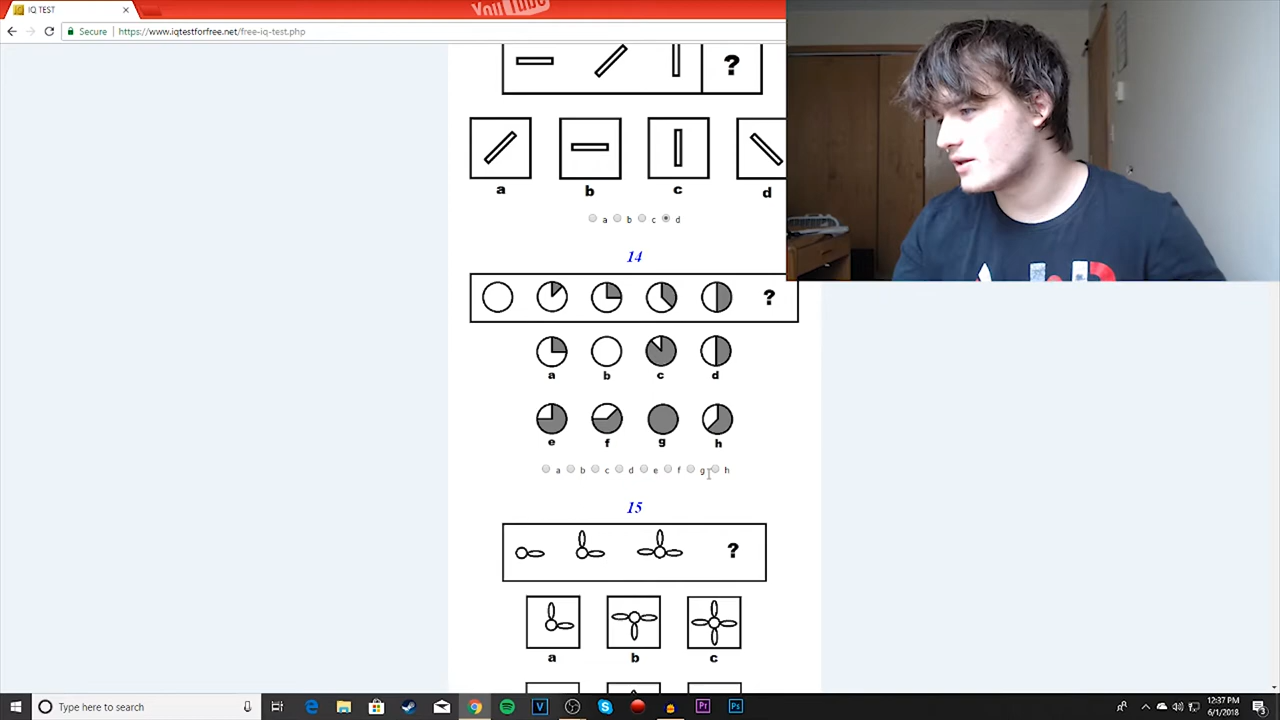 IQ TEST
YouTube
Secure
https://www.iqtestforfree.net/free-iq-test.php
?
a b c d
a b c d
14
?
a b c d
e f g h
a b c d e f g h
15
?
a b c
Type here to search
12:37 PM
6/1/2018